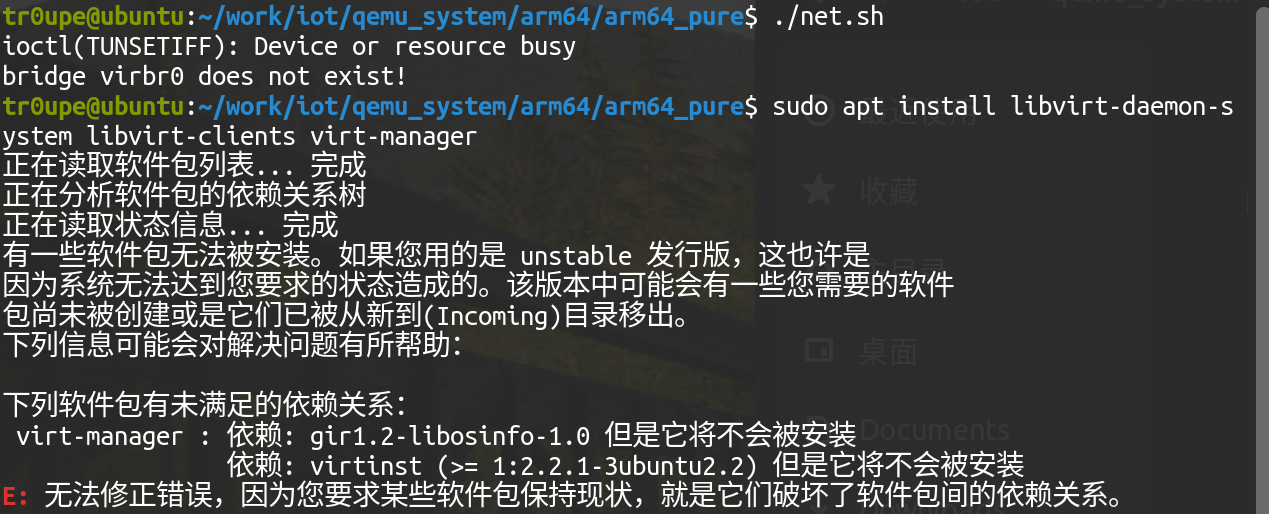 tr0upe@ubuntu:~/work/iot/qemu_system/arm64/arm64_pure$ ./net.sh
ioctl(TUNSETIFF): Device or resource busy
bridge virbr0 does not exist!
tr0upe@ubuntu:~/work/iot/qemu_system/arm64/arm64_pure$ sudo apt install libvirt-daemon-s
ystem libvirt-clients virt-manager
正在读取软件包列表... 完成
正在分析软件包的依赖关系树
正在读取状态信息... 完成
有一些软件包无法被安装。如果您用的是 unstable 发行版，这也许是
因为系统无法达到您要求的状态造成的。该版本中可能会有一些您需要的软件
包尚未被创建或是它们已被从新到(Incoming)目录移出。
下列信息可能会对解决问题有所帮助：
下列软件包有未满足的依赖关系：
virt-manager : 依赖: gir1.2-libosinfo-1.0 但是它将不会被安装
依赖: virtinst (>= 1:2.2.1-3ubuntu2.2) 但是它将不会被安装
E: 无法修正错误，因为您要求某些软件包保持现状，就是它们破坏了软件包间的依赖关系。
收藏
桌面
Documents